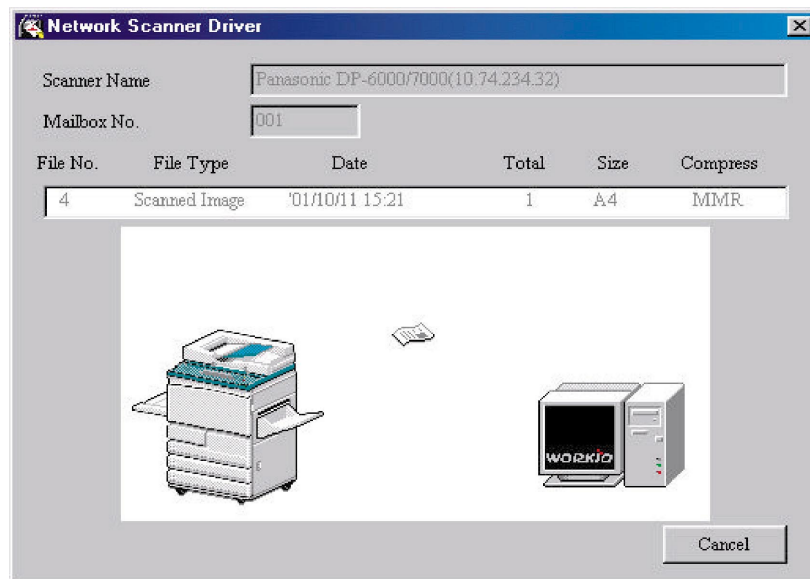 Network Scanner Driver
Scanner Name Panasonic DP-6000/7000(10.74.234.32)
Mailbox No. 001
File No. File Type Date Total Size Compress
4 Scanned Image '01/10/11 15:21 1 A4 MMR
WORKiO
Cancel